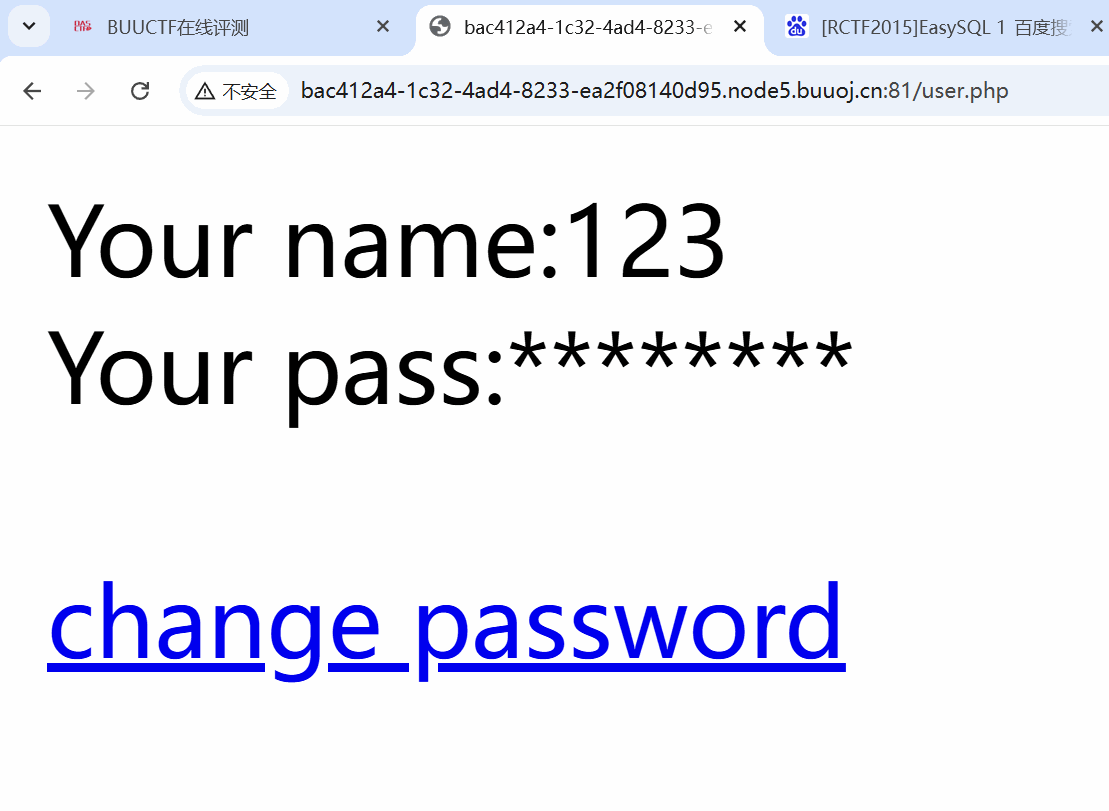 BUUCTF在线评测
bac412a4-1c32-4ad4-8233-e
[RCTF2015]EasySQL 1 百度搜
不安全
bac412a4-1c32-4ad4-8233-ea2f08140d95.node5.buuoj.cn:81/user.php
Your name:123
Your pass:********
change password